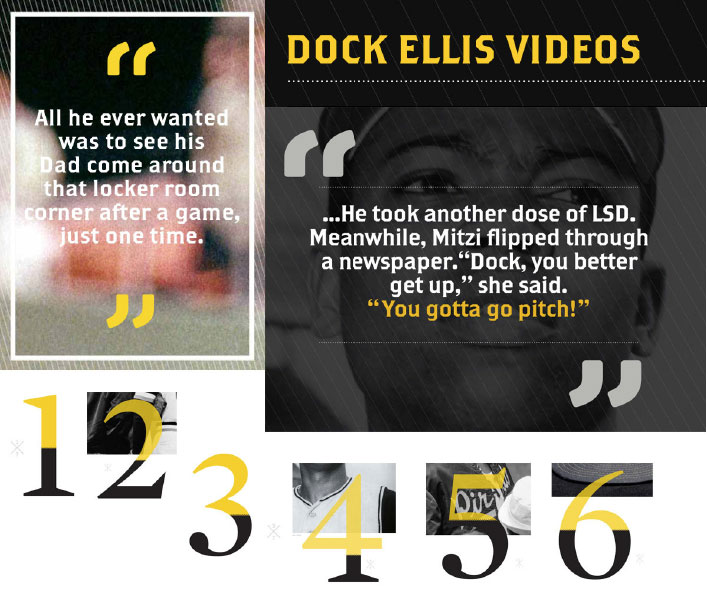 “
All he ever wanted
was to see his
Dad come around
that locker room
corner after a game,
just one time.
”
DOCK ELLIS VIDEOS
“
...He took another dose of LSD.
Meanwhile, Mitzi flipped through
a newspaper.“Dock, you better
get up,” she said.
“You gotta go pitch!”
”
1 2 3 4 5 6